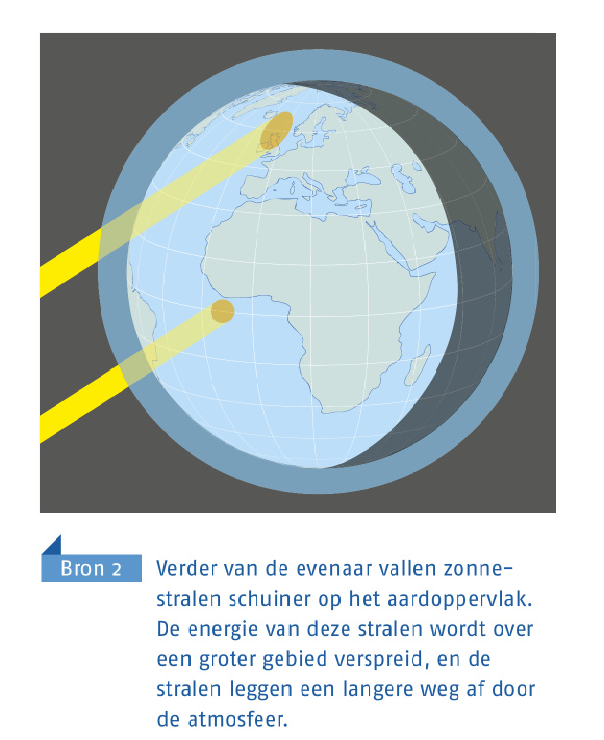 Bron 2
Verder van de evenaar vallen zonne-
stralen schuiner op het aardoppervlak.
De energie van deze stralen wordt over
een groter gebied verspreid, en de
stralen leggen een langere weg af door
de atmosfeer.